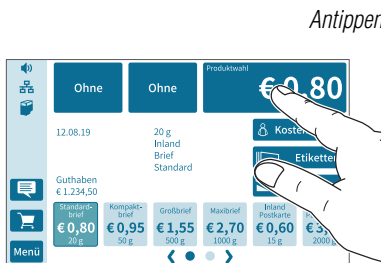 Antippen
Produktwahl
Ohne
Ohne
€ 0,80
12.08.19
20 g
Inland
Brief
Standard
Etiketten
Guthaben
€ 1.234,50
Standard-
brief
€ 0,80
20 g
Kompakt-
brief
€ 0,95
50 g
Großbrief
€ 1,55
500 g
Maxibrief
€ 2,70
1000 g
Inland
Postkarte
€ 0,60
15 g
2000 g
Menü